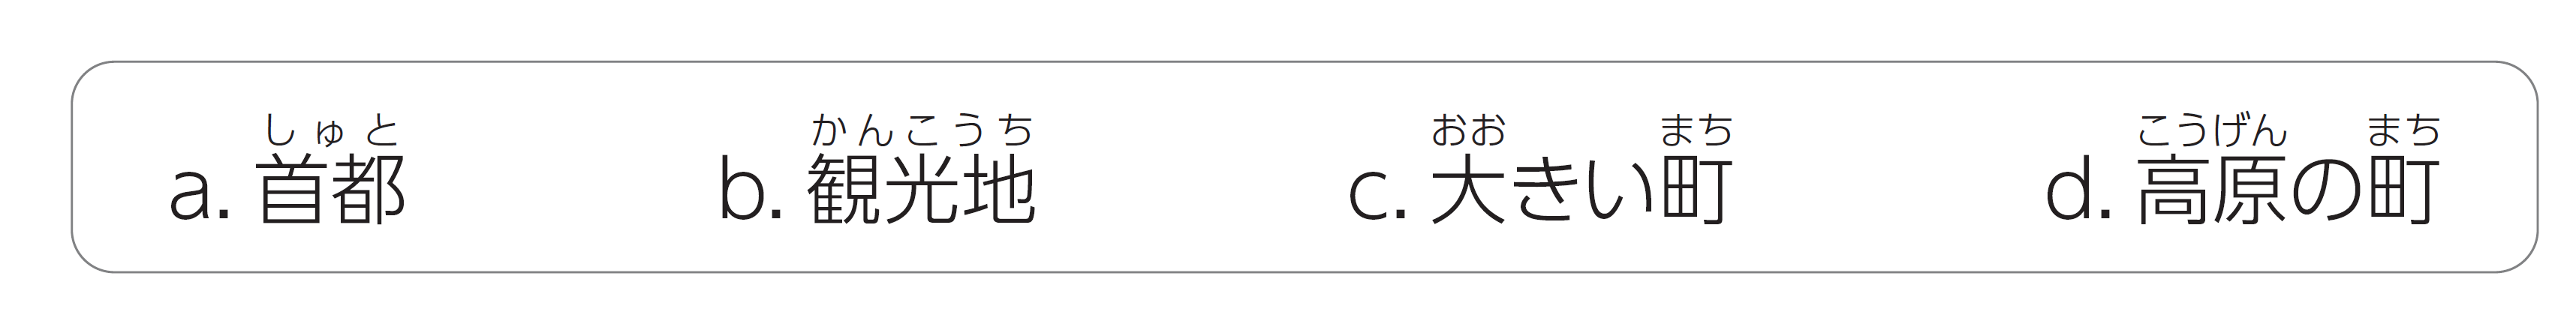 しゅと かんこうち おお まち こうげん まち
a. 首都 b. 観光地 c. 大きい町 d. 高原の町